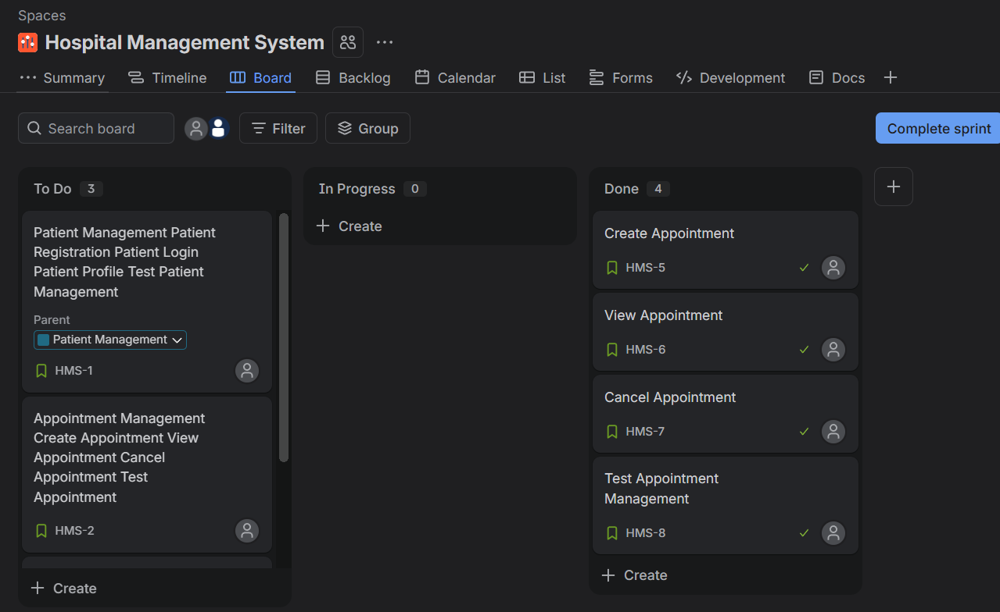 Spaces
Hospital Management System
Summary
Timeline
Board
Backlog
Calendar
List
Forms
Development
Docs
Search board
Filter
Group
Complete sprint
To Do 3
Patient Management Patient
Registration Patient Login
Patient Profile Test Patient
Management
Parent
Patient Management
HMS-1
Appointment Management
Create Appointment View
Appointment Cancel
Appointment Test
Appointment
HMS-2
Create
In Progress 0
Create
Done 4
Create Appointment
HMS-5
View Appointment
HMS-6
Cancel Appointment
HMS-7
Test Appointment
Management
HMS-8
Create